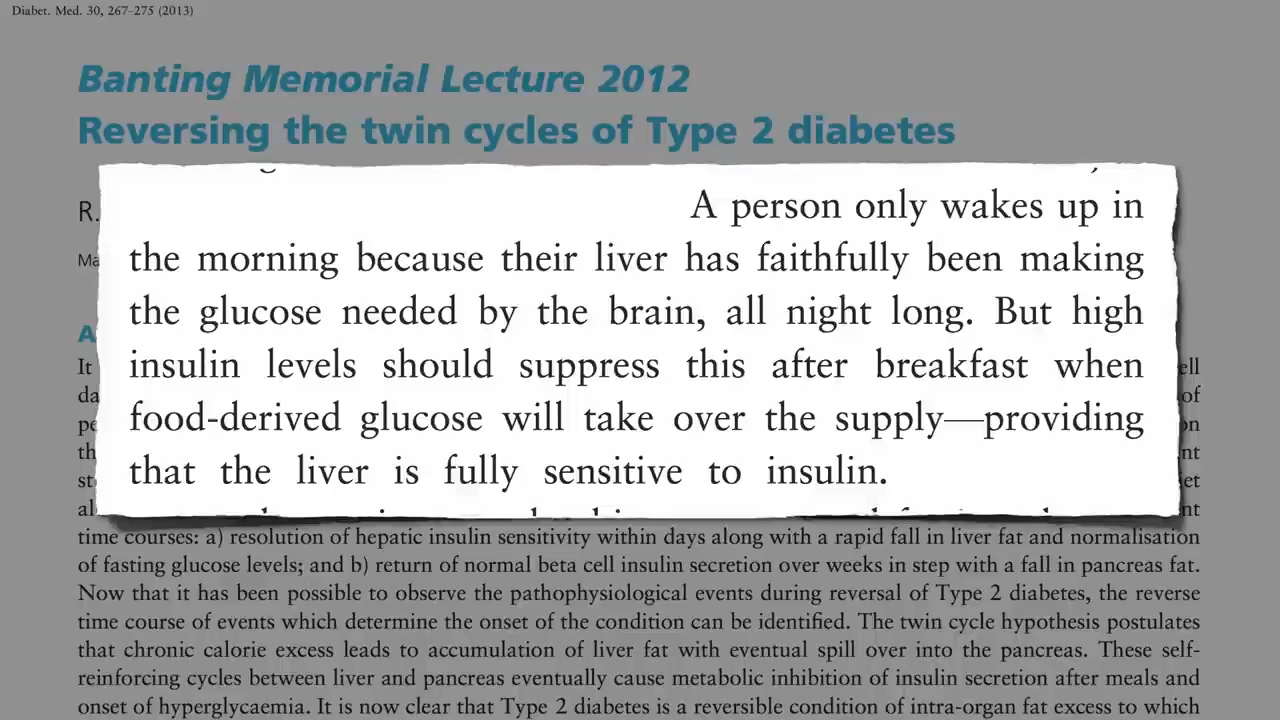 Diabet. Med. 30, 267–275 (2013)
Banting Memorial Lecture 2012
Reversing the twin cycles of Type 2 diabetes
R.
A person only wakes up in
the morning because their liver has faithfully been making
the glucose needed by the brain, all night long. But high
insulin levels should suppress this after breakfast when
food-derived glucose will take over the supply—providing
that the liver is fully sensitive to insulin.
It
of
time courses: a) resolution of hepatic insulin sensitivity within days along with a rapid fall in liver fat and normalisation
of fasting glucose levels; and b) return of normal beta cell insulin secretion over weeks in step with a fall in pancreas fat.
Now that it has been possible to observe the pathophysiological events during reversal of Type 2 diabetes, the reverse
time course of events which determine the onset of the condition can be identified. The twin cycle hypothesis postulates
that chronic calorie excess leads to accumulation of liver fat with eventual spill over into the pancreas. These self-
reinforcing cycles between liver and pancreas eventually cause metabolic inhibition of insulin secretion after meals and
onset of hyperglycaemia. It is now clear that Type 2 diabetes is a reversible condition of intra-organ fat excess to which